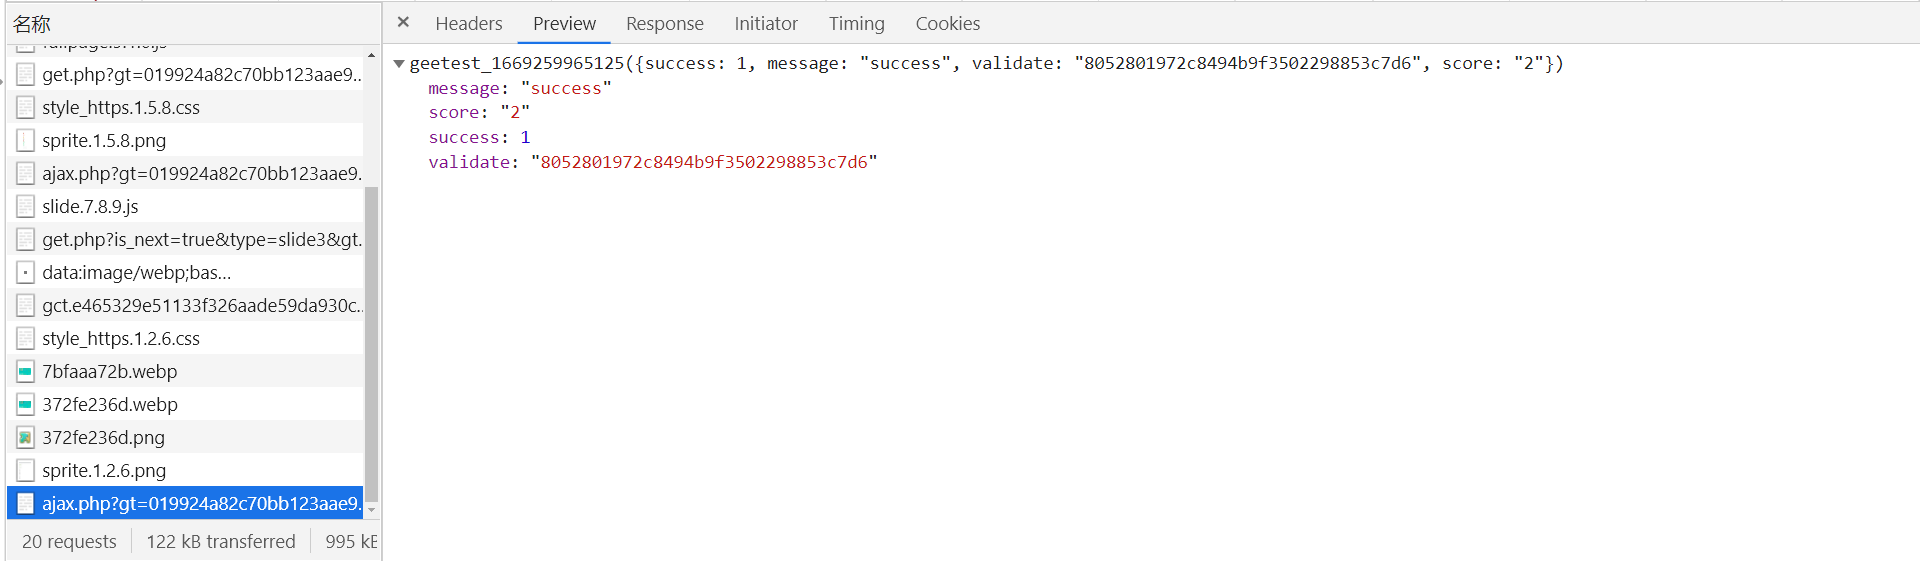 名称
get.php?gt=019924a82c70bb123aae9...
style_https.1.5.8.css
sprite.1.5.8.png
ajax.php?gt=019924a82c70bb123aae9.
slide.7.8.9.js
get.php?is_next=true&type=slide3&gt.
data:image/webp;bas...
gct.e465329e51133f326aade59da930c..
style_https.1.2.6.css
7bfaaa72b.webp
372fe236d.webp
372fe236d.png
sprite.1.2.6.png
ajax.php?gt=019924a82c70bb123aae9.
20 requests 122 kB transferred 995 kB
× Headers Preview Response Initiator Timing Cookies
▼geetest_1669259965125({success: 1, message: "success", validate: "8052801972c8494b9f3502298853c7d6", score: "2"})
message: "success"
score: "2"
success: 1
validate: "8052801972c8494b9f3502298853c7d6"